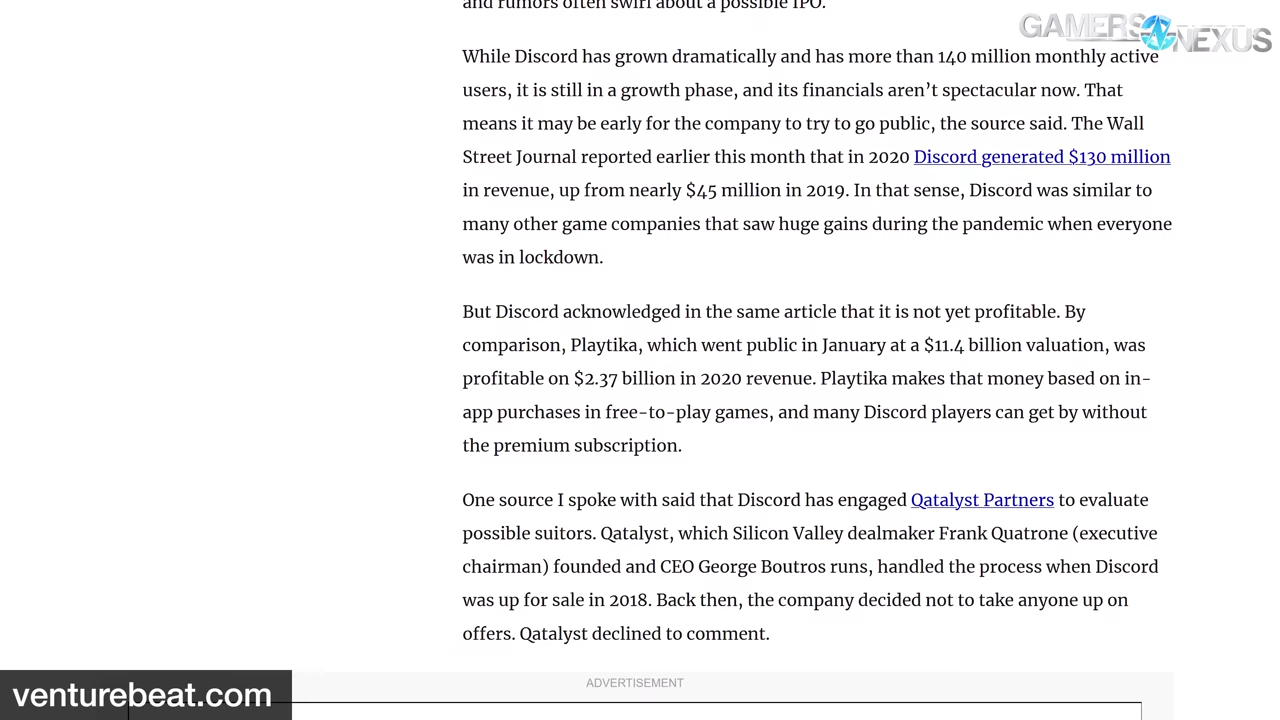 and rumors often swirl about a possible IPO.
GAMERS NEXUS
While Discord has grown dramatically and has more than 140 million monthly active
users, it is still in a growth phase, and its financials aren’t spectacular now. That
means it may be early for the company to try to go public, the source said. The Wall
Street Journal reported earlier this month that in 2020 Discord generated $130 million
in revenue, up from nearly $45 million in 2019. In that sense, Discord was similar to
many other game companies that saw huge gains during the pandemic when everyone
was in lockdown.
But Discord acknowledged in the same article that it is not yet profitable. By
comparison, Playtika, which went public in January at a $11.4 billion valuation, was
profitable on $2.37 billion in 2020 revenue. Playtika makes that money based on in-
app purchases in free-to-play games, and many Discord players can get by without
the premium subscription.
One source I spoke with said that Discord has engaged Qatalyst Partners to evaluate
possible suitors. Qatalyst, which Silicon Valley dealmaker Frank Quatrone (executive
chairman) founded and CEO George Boutros runs, handled the process when Discord
was up for sale in 2018. Back then, the company decided not to take anyone up on
offers. Qatalyst declined to comment.
ADVERTISEMENT
venturebeat.com